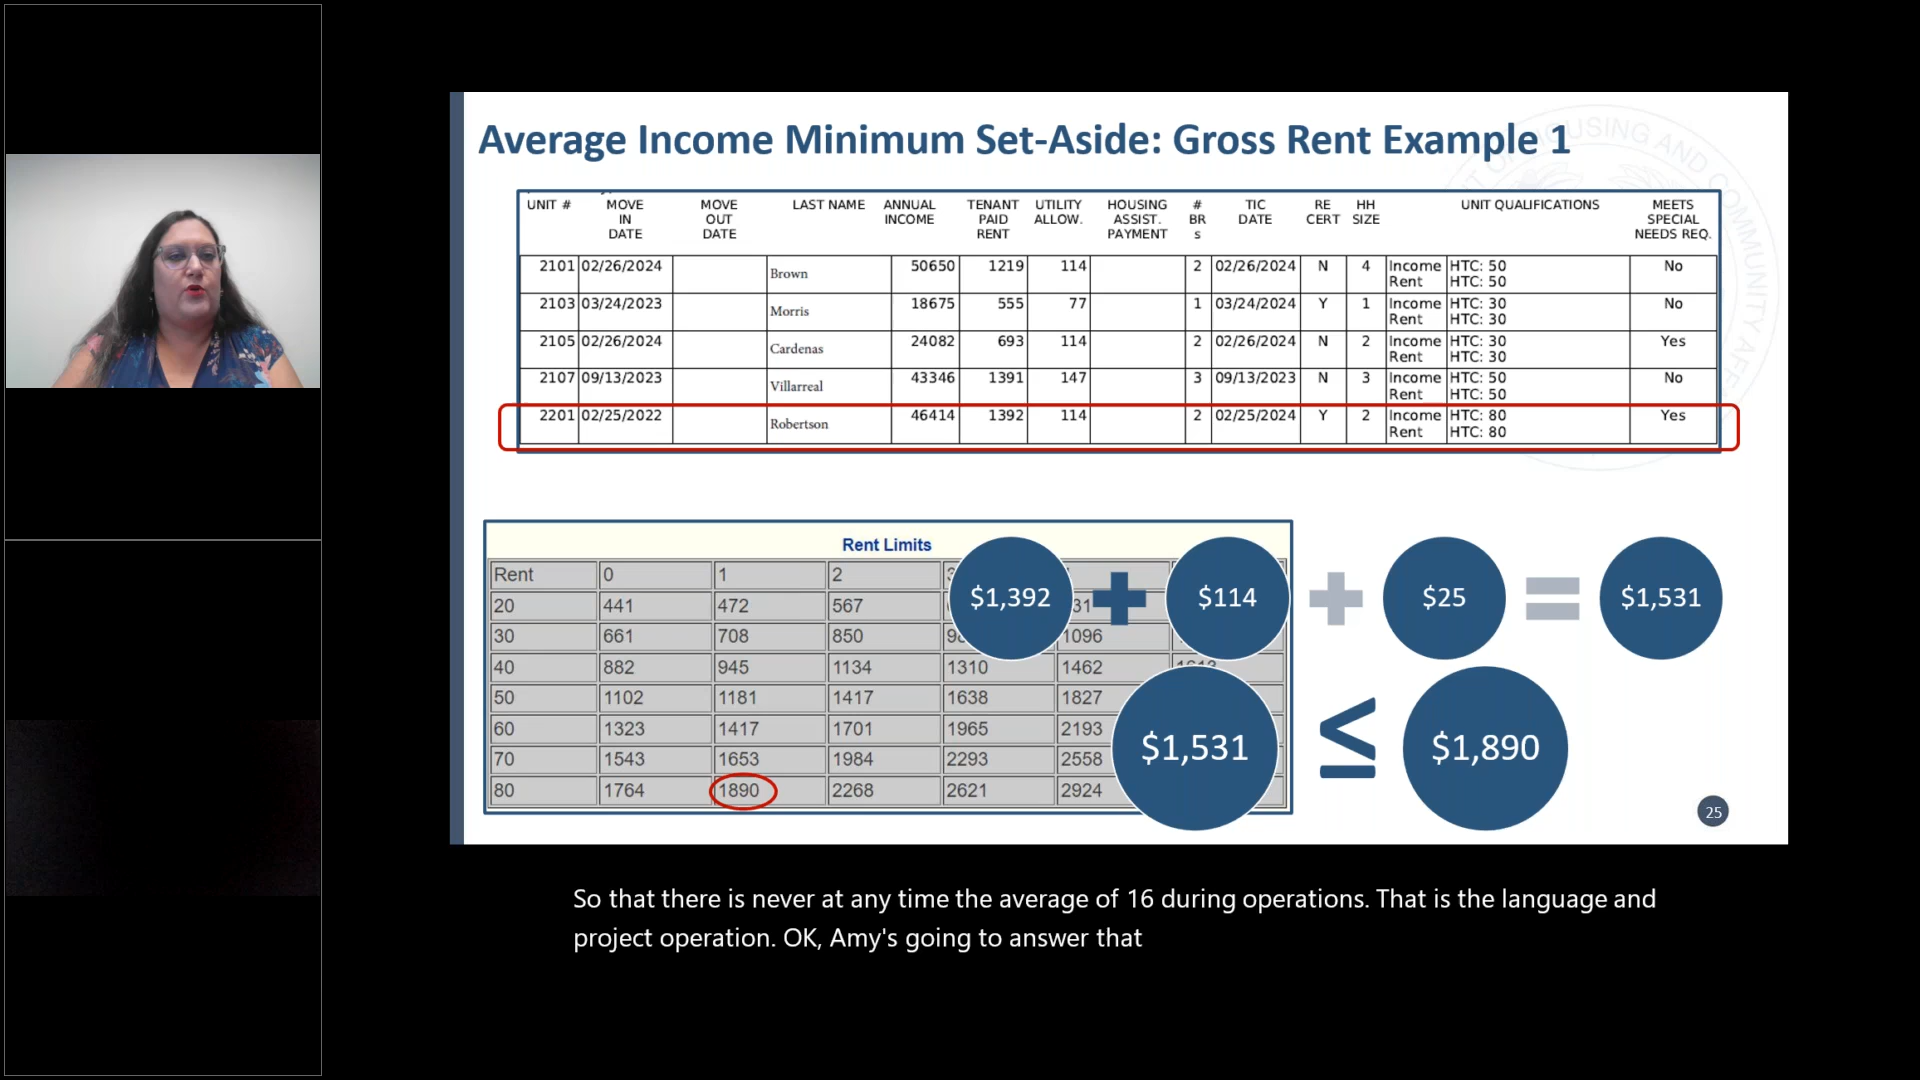 Average Income Minimum Set-Aside: Gross Rent Example 1
UNIT # MOVE IN DATE MOVE OUT DATE LAST NAME ANNUAL INCOME TENANT PAID RENT UTILITY ALLOW. HOUSING ASSIST. PAYMENT # BR s TIC DATE RE CERT HH SIZE UNIT QUALIFICATIONS MEETS SPECIAL NEEDS REQ.
2101 02/26/2024 Brown 50650 1219 114 2 02/26/2024 N 4 Income HTC: 50 No
Rent HTC: 50
2103 03/24/2023 Morris 18675 555 77 1 03/24/2024 Y 1 Income HTC: 30 No
Rent HTC: 30
2105 02/26/2024 Cardenas 24082 693 114 2 02/26/2024 N 2 Income HTC: 30 Yes
Rent HTC: 30
2107 09/13/2023 Villarreal 43346 1391 147 3 09/13/2023 N 3 Income HTC: 50 No
Rent HTC: 50
2201 02/25/2022 Robertson 46414 1392 114 2 02/25/2024 Y 2 Income HTC: 80 Yes
Rent HTC: 80
Rent Limits
Rent 0 1 2
20 441 472 567
30 661 708 850 1096
40 882 945 1134 1310 1462
50 1102 1181 1417 1638 1827
60 1323 1417 1701 1965 2193
70 1543 1653 1984 2293 2558
80 1764 1890 2268 2621 2924
$1,392 + $114 + $25 = $1,531
$1,531 ≤ $1,890
25
So that there is never at any time the average of 16 during operations. That is the language and
project operation. OK, Amy's going to answer that